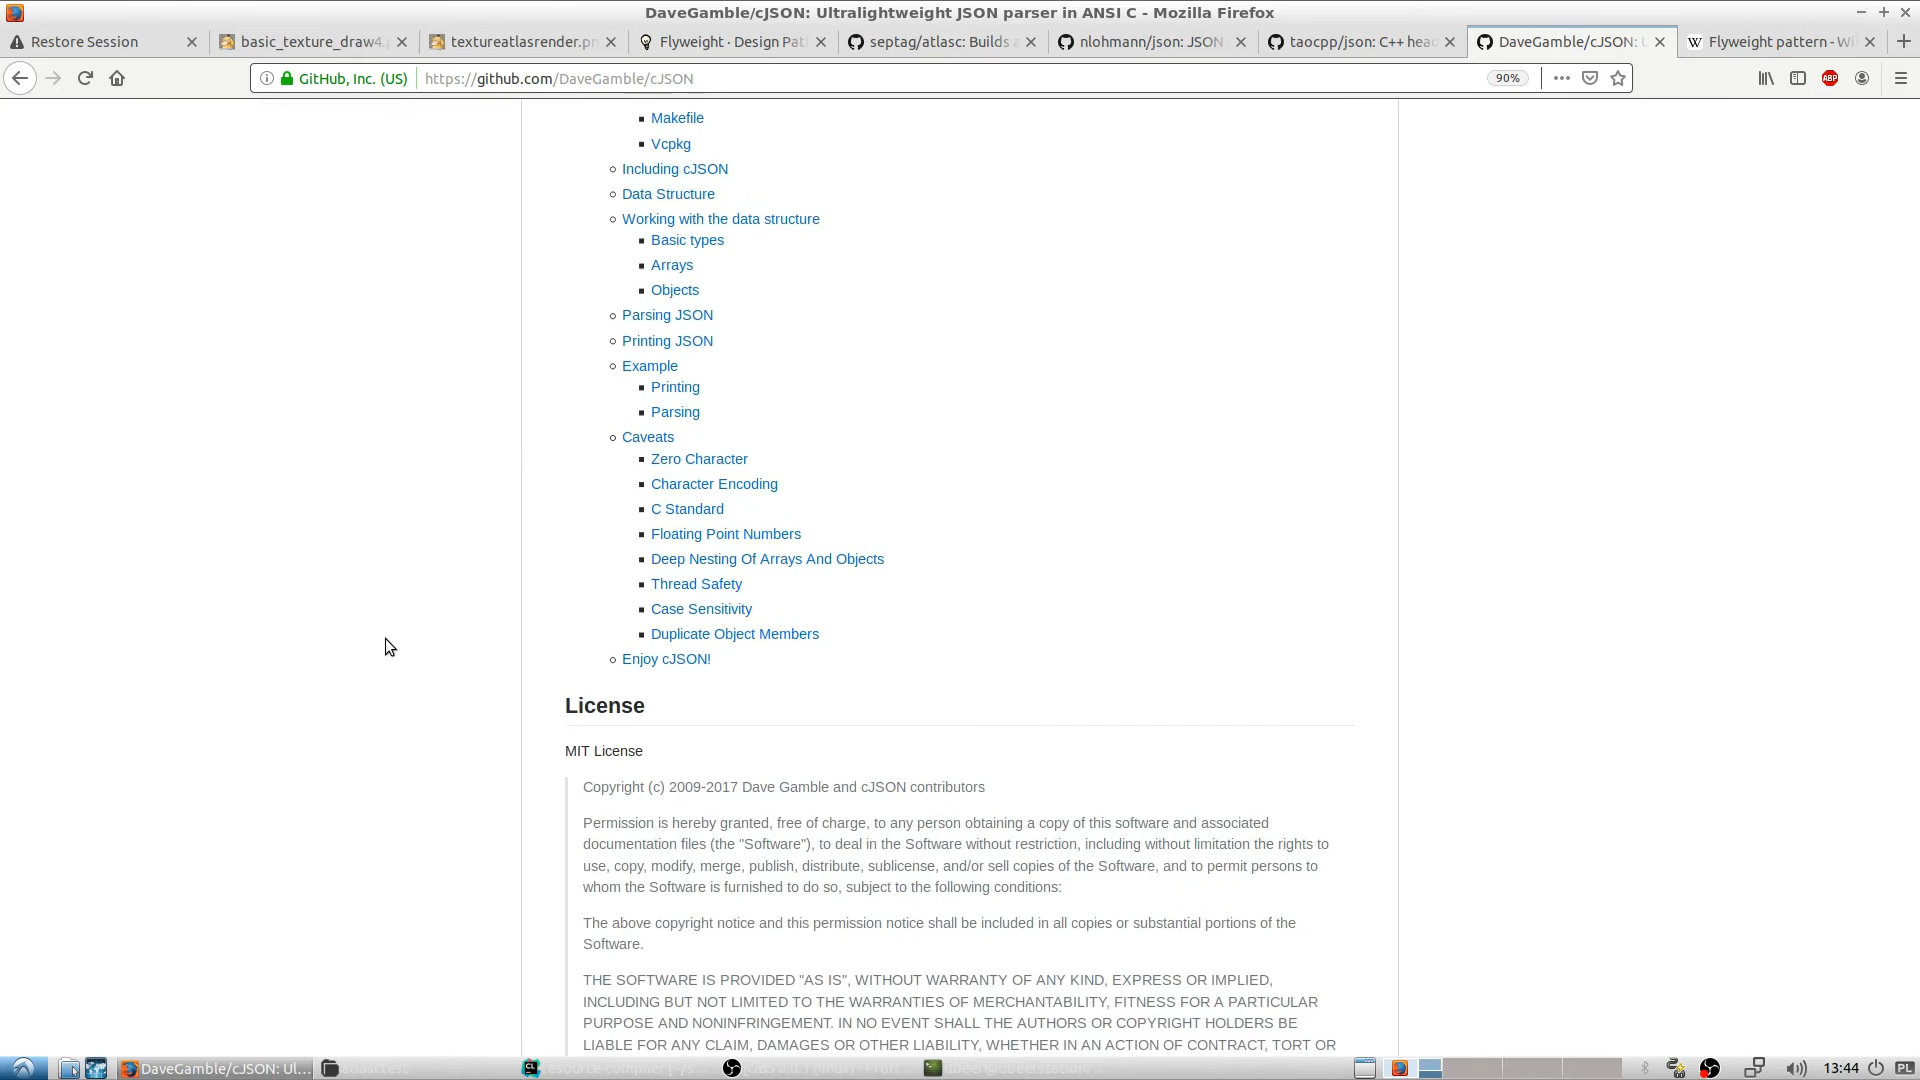 DaveGamble/cJSON: Ultralightweight JSON parser in ANSI C - Mozilla Firefox
Restore Session
basic_texture_draw4.
textureatlasrender.pn
Flyweight · Design Pat
septag/atlasc: Builds a
nlohmann/json: JSON
taocpp/json: C++ head
DaveGamble/cJSON: U
Flyweight pattern - Wi
GitHub, Inc. (US)
https://github.com/DaveGamble/cJSON
90%
ABP
Makefile
Vcpkg
Including cJSON
Data Structure
Working with the data structure
Basic types
Arrays
Objects
Parsing JSON
Printing JSON
Example
Printing
Parsing
Caveats
Zero Character
Character Encoding
C Standard
Floating Point Numbers
Deep Nesting Of Arrays And Objects
Thread Safety
Case Sensitivity
Duplicate Object Members
Enjoy cJSON!
License
MIT License
Copyright (c) 2009-2017 Dave Gamble and cJSON contributors
Permission is hereby granted, free of charge, to any person obtaining a copy of this software and associated
documentation files (the "Software"), to deal in the Software without restriction, including without limitation the rights to
use, copy, modify, merge, publish, distribute, sublicense, and/or sell copies of the Software, and to permit persons to
whom the Software is furnished to do so, subject to the following conditions:
The above copyright notice and this permission notice shall be included in all copies or substantial portions of the
Software.
THE SOFTWARE IS PROVIDED "AS IS", WITHOUT WARRANTY OF ANY KIND, EXPRESS OR IMPLIED,
INCLUDING BUT NOT LIMITED TO THE WARRANTIES OF MERCHANTABILITY, FITNESS FOR A PARTICULAR
PURPOSE AND NONINFRINGEMENT. IN NO EVENT SHALL THE AUTHORS OR COPYRIGHT HOLDERS BE
LIABLE FOR ANY CLAIM, DAMAGES OR OTHER LIABILITY, WHETHER IN AN ACTION OF CONTRACT, TORT OR
DaveGamble/cJSON: Ul...
13:44
PL